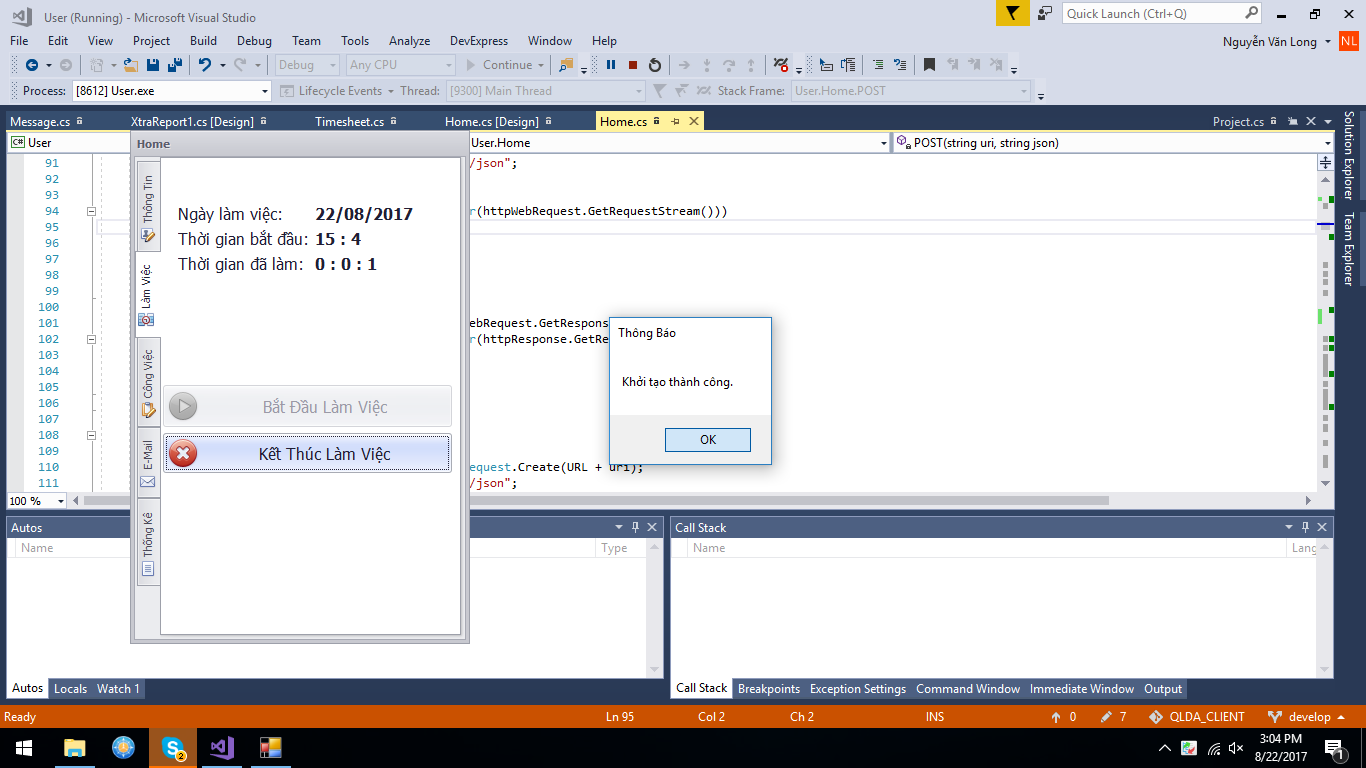 User (Running) - Microsoft Visual Studio
Quick Launch (Ctrl+Q)
File Edit View Project Build Debug Team Tools Analyze DevExpress Window Help
Nguyễn Văn Long NL
Debug Any CPU Continue
Process: [8612] User.exe Lifecycle Events Thread: [9300] Main Thread Stack Frame: User.Home.POST
Message.cs XtraReport1.cs [Design] Timesheet.cs Home.cs [Design] Home.cs Project.cs
C# User User.Home POST(string uri, string json)
Home
91 /json";
92
93
94 r(httpWebRequest.GetRequestStream()))
95
96
97
98
99
100
101 ebRequest.GetRespons
102 r(httpResponse.GetRe
103
104
105
106
107
108
109
110 equest.Create(URL + uri);
111 /json";
100 %
Thông Tin
Làm Việc
Công Việc
E-Mail
Thống Kê
Ngày làm việc: 22/08/2017
Thời gian bắt đầu: 15 : 4
Thời gian đã làm: 0 : 0 : 1
Bắt Đầu Làm Việc
Kết Thúc Làm Việc
Thông Báo
Khởi tạo thành công.
OK
Solution Explorer
Team Explorer
Autos
Name Type
Call Stack
Name Lang
Autos Locals Watch 1
Call Stack Breakpoints Exception Settings Command Window Immediate Window Output
Ready Ln 95 Col 2 Ch 2 INS 0 7 QLDA_CLIENT develop
2
3:04 PM
8/22/2017
1